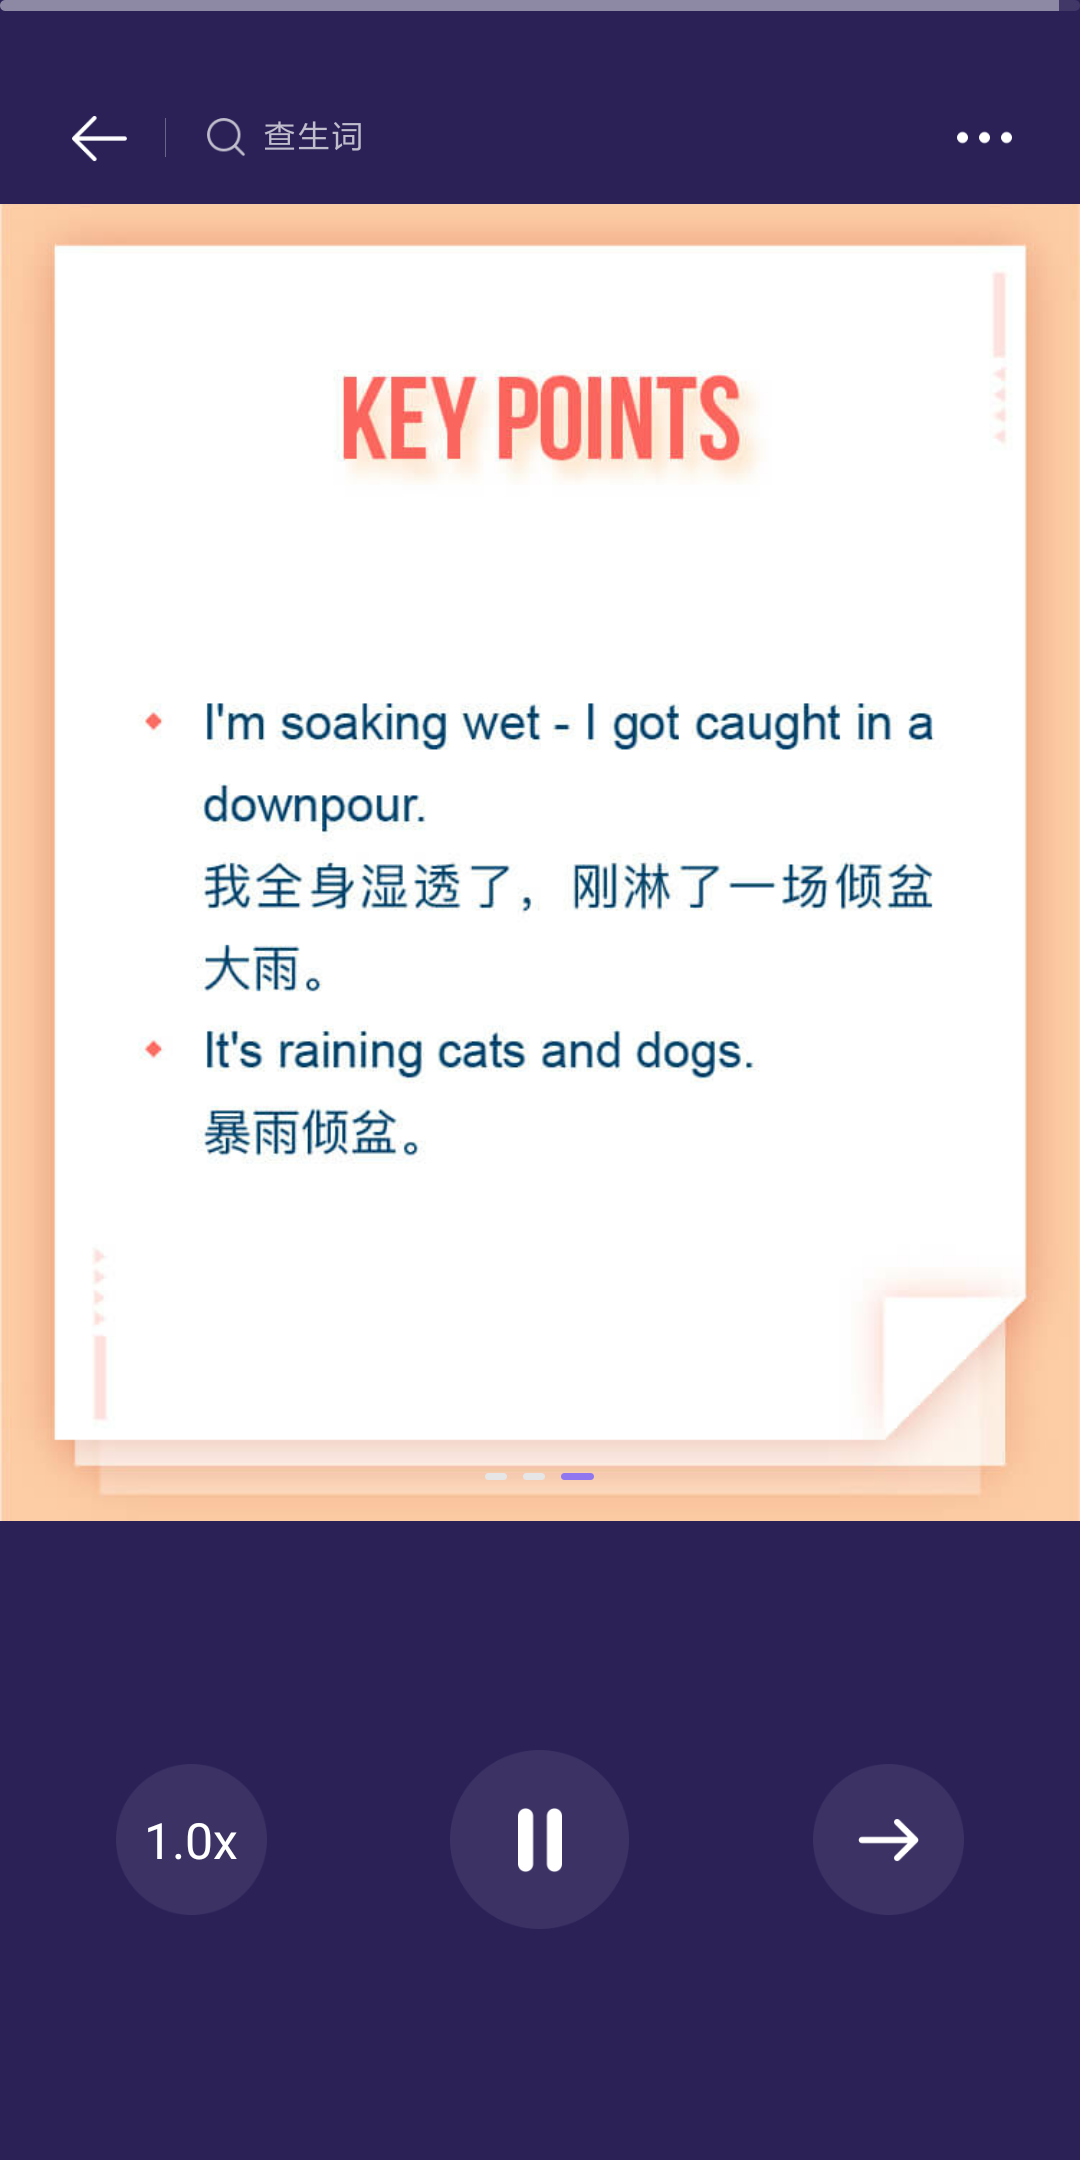 查生词
KEY POINTS
I'm soaking wet - I got caught in a
downpour.
我全身湿透了，刚淋了一场倾盆
大雨。
It's raining cats and dogs.
暴雨倾盆。
1.0x